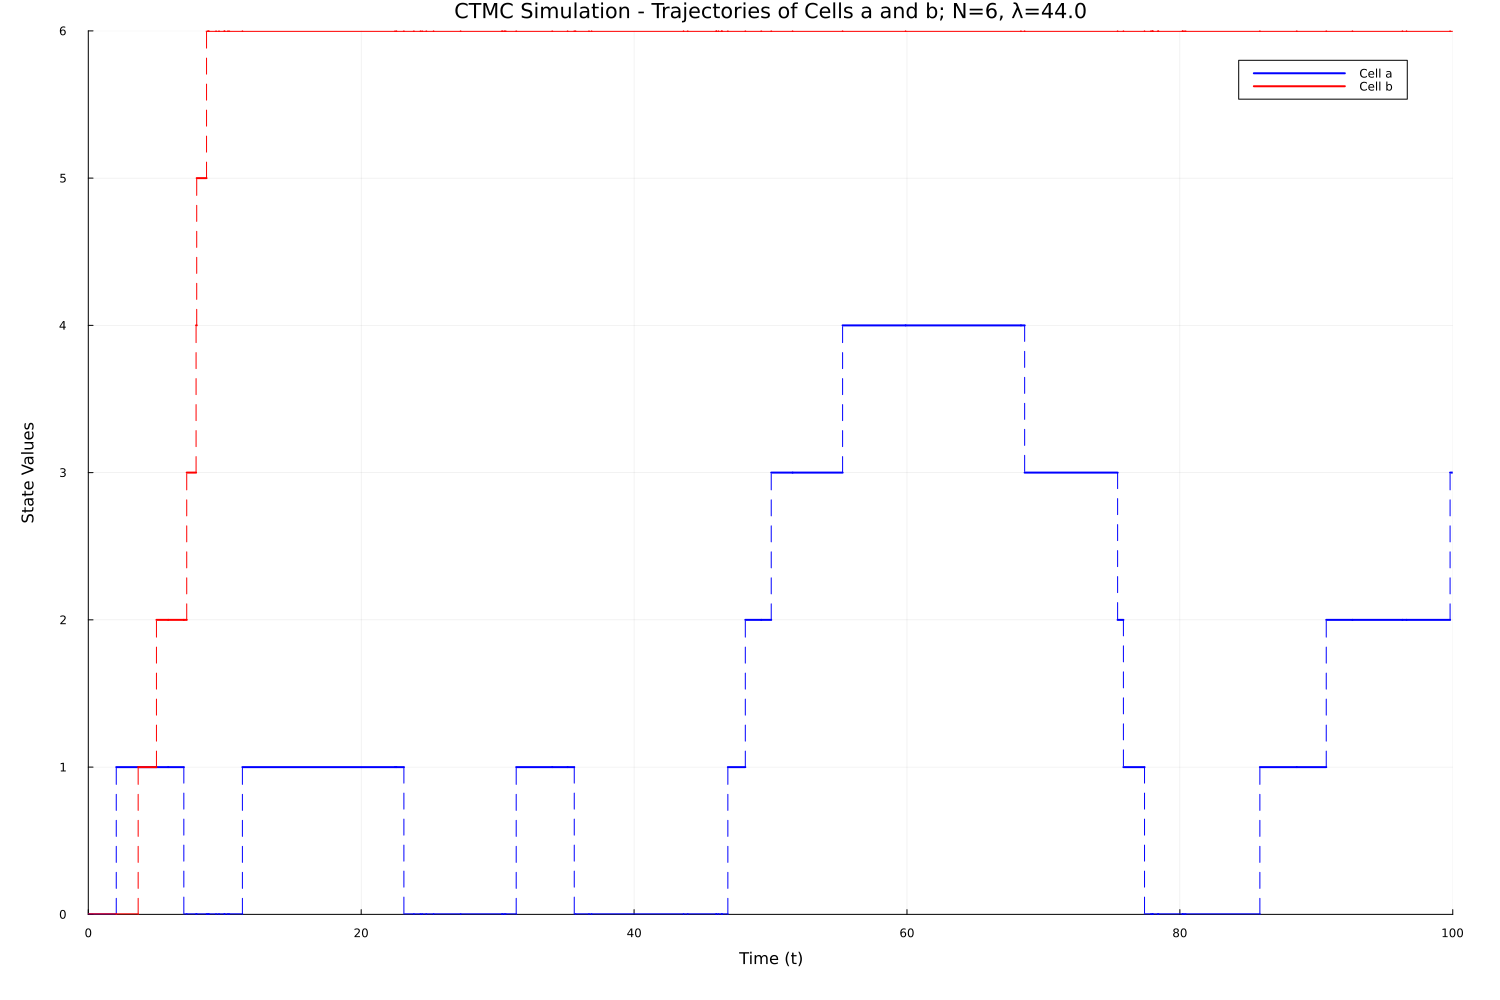 CTMC Simulation - Trajectories of Cells a and b; N=6, λ=44.0
6
Cell a
Cell b
5
4
State Values
3
2
1
0
0 20 40 60 80 100
Time (t)